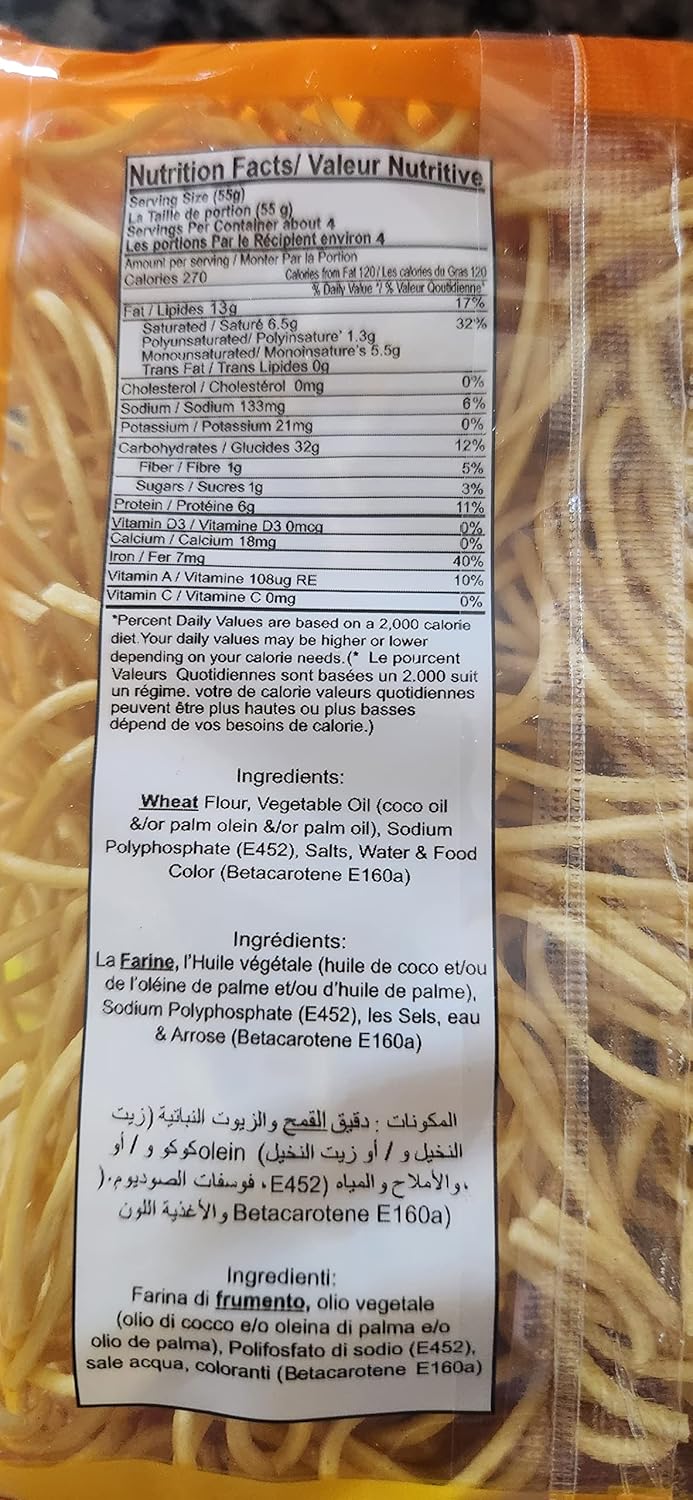 Nutrition Facts/ Valeur Nutritive
Serving Size (55g)
La Taille de portion (55 g)
Servings Per Container about 4
Les portions Par le Récipient environ 4
Amount per serving / Monter Par la Portion
Calories 270 Calories from Fat 120/ Les calories du Gras 120
% Daily Value */ % Valeur Qoutidienne*
Fat / Lipides 13g 17%
Saturated / Saturé 6.5g 32%
Polyunsaturated/ Polyinsature' 1.3g
Monounsaturated/ Monoinsature's 5.5g
Trans Fat / Trans Lipides 0g
Cholesterol / Cholestérol 0mg 0%
Sodium / Sodium 133mg 6%
Potassium / Potassium 21mg 0%
Carbohydrates / Glucides 32g 12%
Fiber / Fibre 1g 5%
Sugars / Sucres 1g 3%
Protein / Protéine 6g 11%
Vitamin D3 / Vitamine D3 0mcg 0%
Calcium / Calcium 18mg 0%
Iron / Fer 7mg 40%
Vitamin A / Vitamine 108ug RE 10%
Vitamin C / Vitamine C 0mg 0%
*Percent Daily Values are based on a 2,000 calorie
diet.Your daily values may be higher or lower
depending on your calorie needs.(* Le pourcent
Valeurs Quotidiennes sont basées un 2.000 suit
un régime. votre de calorie valeurs quotidiennes
peuvent être plus hautes ou plus basses
dépend de vos besoins de calorie.)
Ingredients:
Wheat Flour, Vegetable Oil (coco oil
&/or palm olein &/or palm oil), Sodium
Polyphosphate (E452), Salts, Water & Food
Color (Betacarotene E160a)
Ingrédients:
La Farine, l'Huile végétale (huile de coco et/ou
de l'oléine de palme et/ou d'huile de palme),
Sodium Polyphosphate (E452), les Sels, eau
& Arrose (Betacarotene E160a)
المكونات : دقيق القمح والزيوت النباتية (زيت
النخيل و / أو زيت النخيل) oleinكوكو و / أو
،والأملاح و المياه (E452 ، فوسفات الصوديوم.(
والأغذية اللون Betacarotene E160a)
Ingredienti:
Farina di frumento, olio vegetale
(olio di cocco e/o oleina di palma e/o
olio de palma), Polifosfato di sodio (E452),
sale acqua, coloranti (Betacarotene E160a)